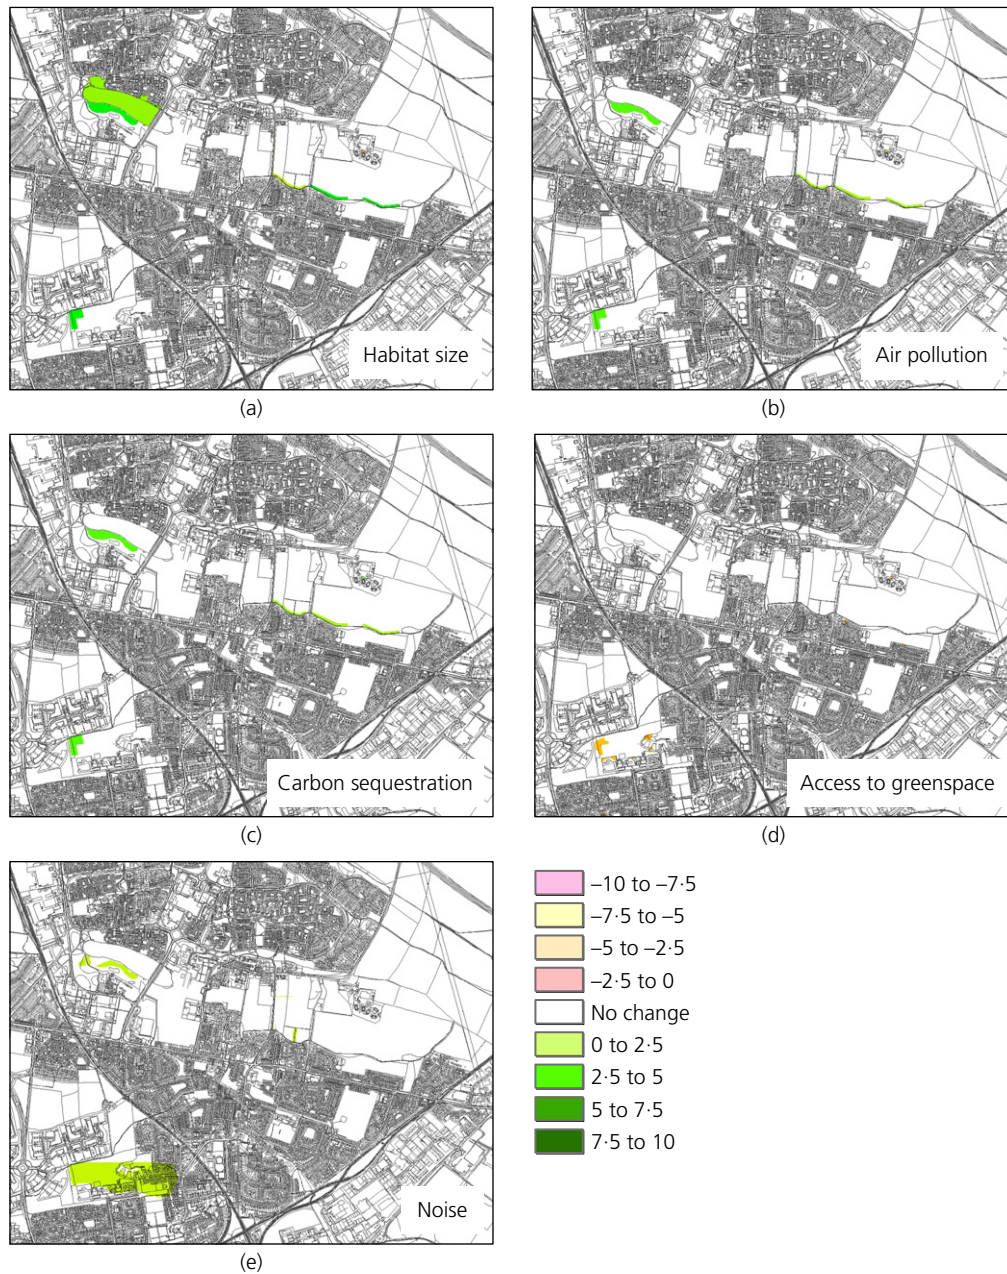 Habitat size
(a)
Air pollution
(b)
Carbon sequestration
(c)
Access to greenspace
(d)
Noise
(e)
–10 to –7·5
–7·5 to –5
–5 to –2·5
–2·5 to 0
No change
0 to 2·5
2·5 to 5
5 to 7·5
7·5 to 10